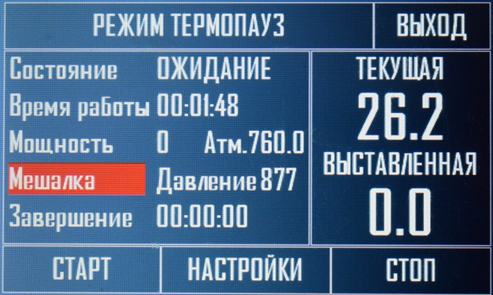 РЕЖИМ ТЕРМОПАУЗ ВЫХОД
Состояние ОЖИДАНИЕ
Время работы 00:01:48
Мощность 0 Атм.760.0
Мешалка Давление 877
Завершение 00:00:00
ТЕКУЩАЯ
26.2
ВЫСТАВЛЕННАЯ
0.0
СТАРТ НАСТРОЙКИ СТОП